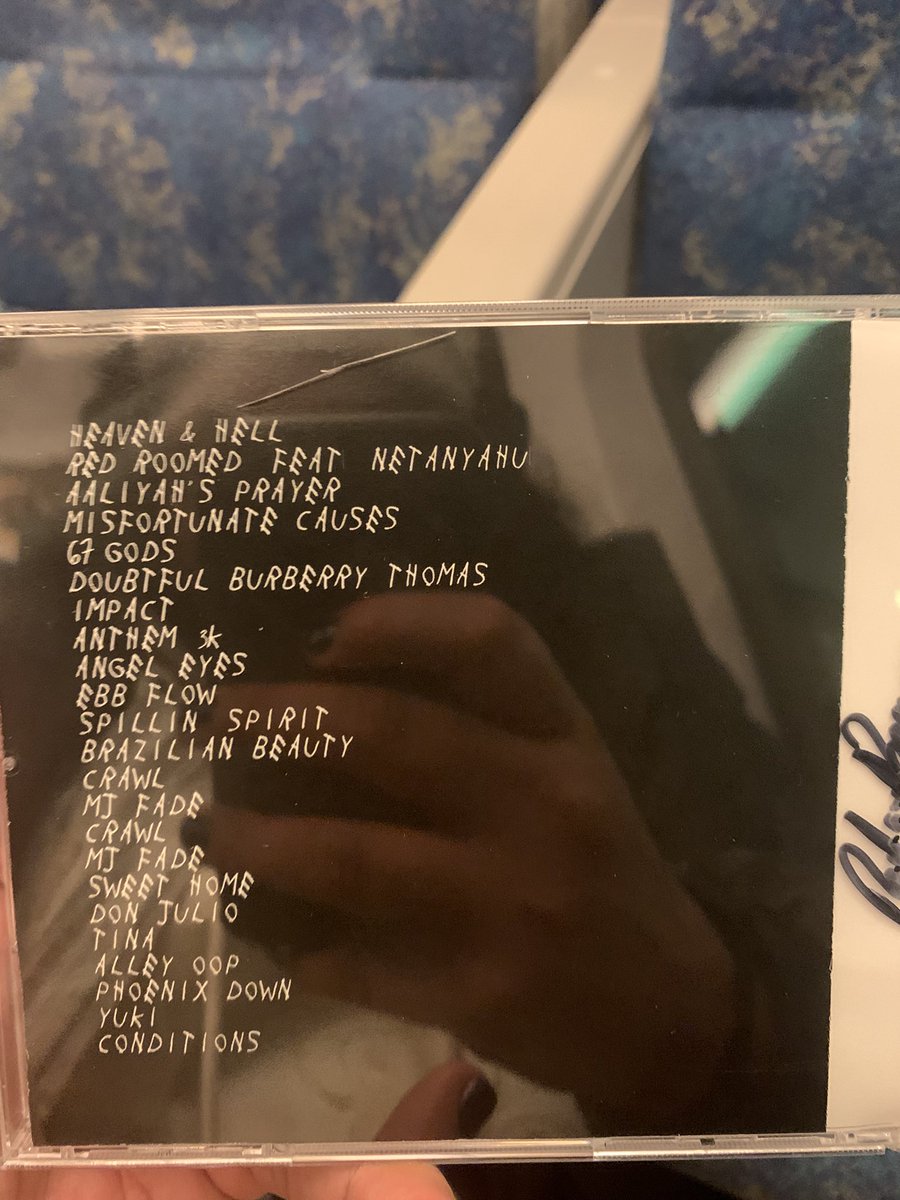 HEAVEN & HELL
RED ROOMED FEAT NETANYAHU
AALIYAH'S PRAYER
MISFORTUNATE CAUSES
67 GODS
DOUBTFUL BURBERRY THOMAS
IMPACT
ANTHEM 3K
ANGEL EYES
EBB FLOW
SPILLIN SPIRIT
BRAZILIAN BEAUTY
CRAWL
MJ FADE
CRAWL
MJ FADE
SWEET HOME
DON JULIO
TINA
ALLEY OOP
PHOENIX DOWN
YUKI
CONDITIONS